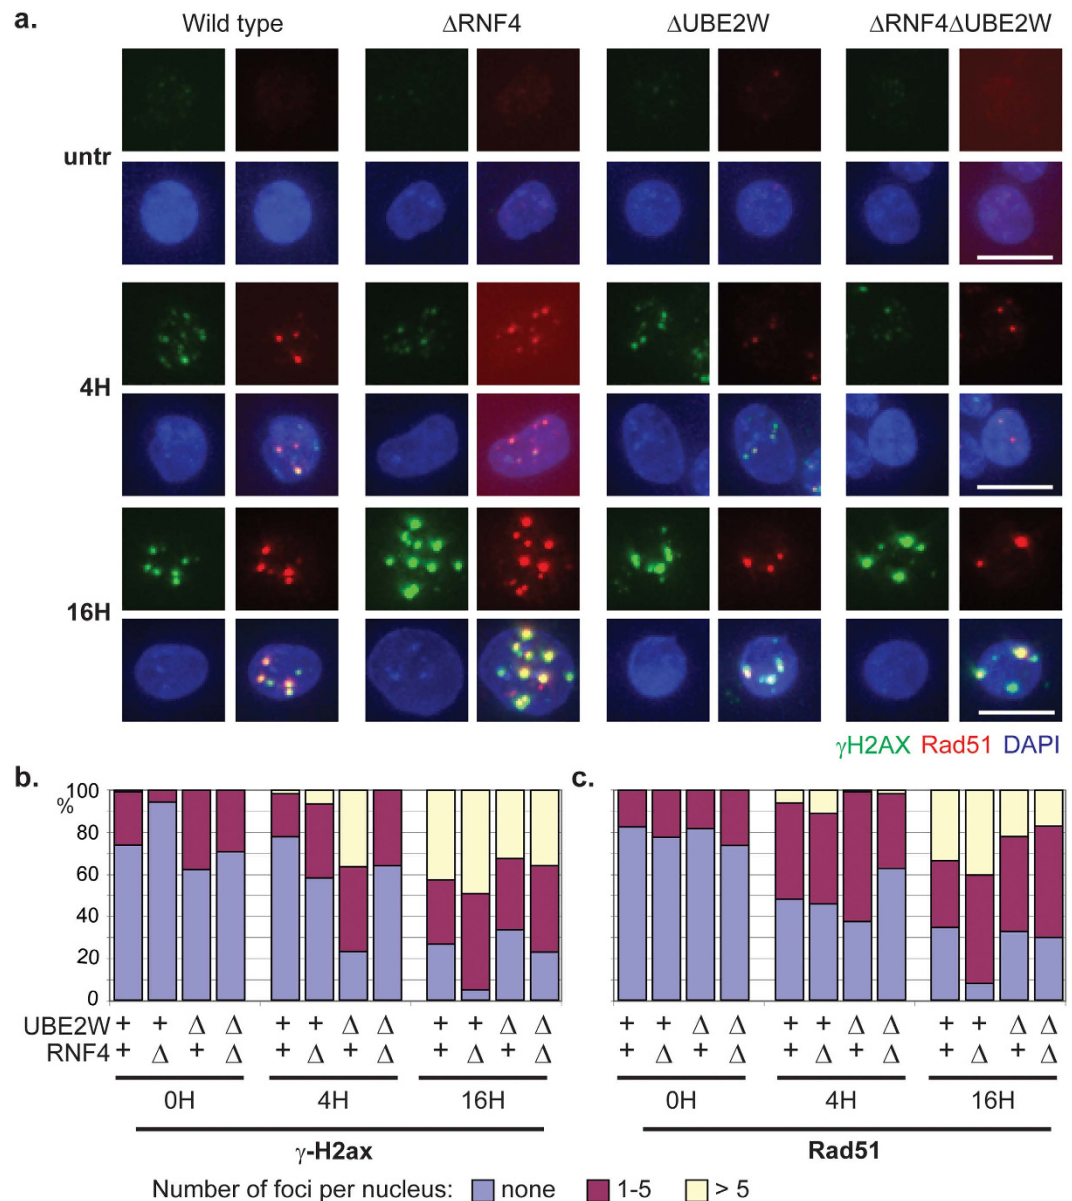 a.
Wild type ΔRNF4 ΔUBE2W ΔRNF4ΔUBE2W
untr
4H
16H
γH2AX Rad51 DAPI
b. c.
100
%
80
60
40
20
0
UBE2W + + Δ Δ + + Δ Δ + + Δ Δ + + Δ Δ + + Δ Δ + + Δ Δ
RNF4 + Δ + Δ + Δ + Δ + Δ + Δ + Δ + Δ + Δ + Δ + Δ + Δ
0H 4H 16H 0H 4H 16H
γ-H2ax Rad51
Number of foci per nucleus: none 1-5 > 5